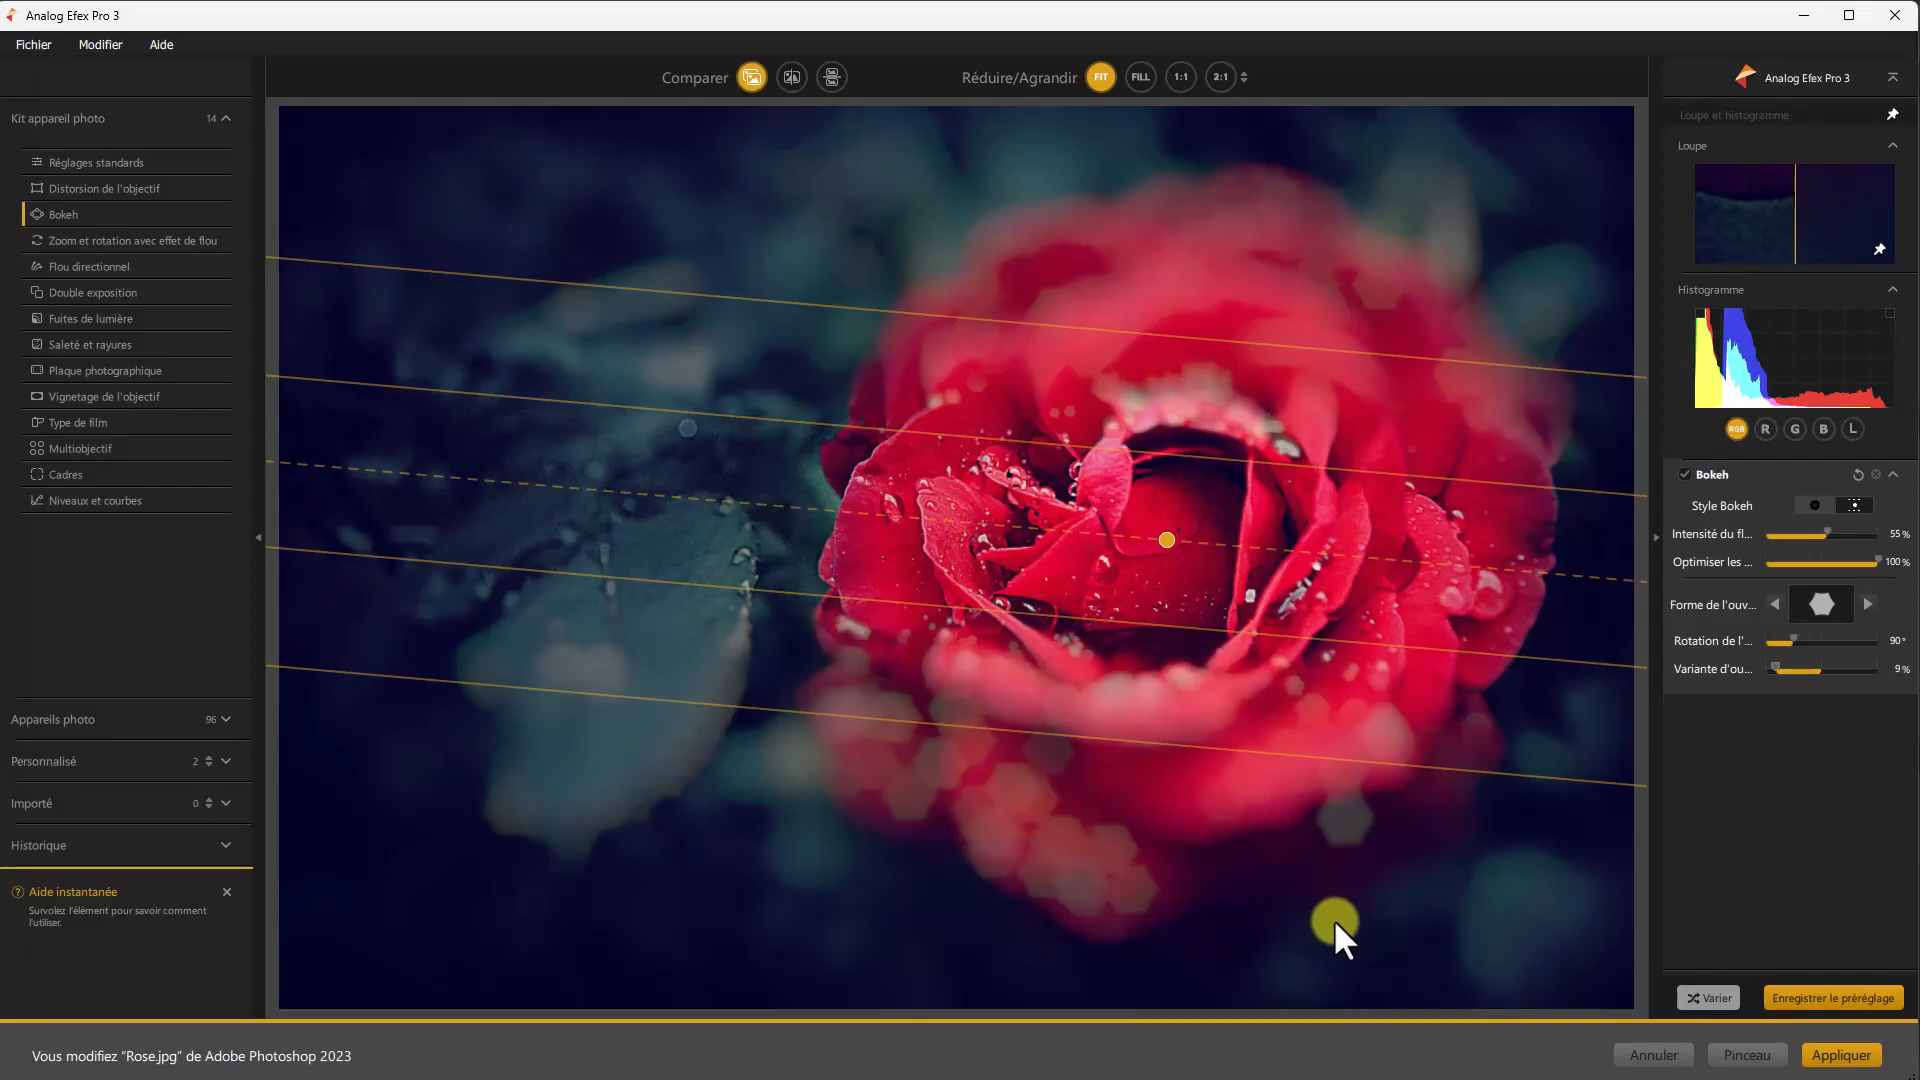 Analog Efex Pro 3
Fichier
Modifier
Aide
Comparer
Réduire/Agrandir
FIT
FILL
1:1
2:1
Analog Efex Pro 3
Kit appareil photo
14
Réglages standards
Distorsion de l'objectif
Bokeh
Zoom et rotation avec effet de flou
Flou directionnel
Double exposition
Fuites de lumière
Saleté et rayures
Plaque photographique
Vignetage de l'objectif
Type de film
Multiobjectif
Cadres
Niveaux et courbes
Appareils photo
96
Personnalisé
2
Importé
0
Historique
Aide instantanée
Survolez l'élément pour savoir comment
l'utiliser.
Loupe et histogramme
Loupe
Histogramme
RGB
R
G
B
L
Bokeh
Style Bokeh
Intensité du fl...
55 %
Optimiser les ...
100 %
Forme de l'ouv...
Rotation de l'...
90 °
Variante d'ou...
9 %
Varier
Enregistrer le préréglage
Vous modifiez "Rose.jpg" de Adobe Photoshop 2023
Annuler
Pinceau
Appliquer